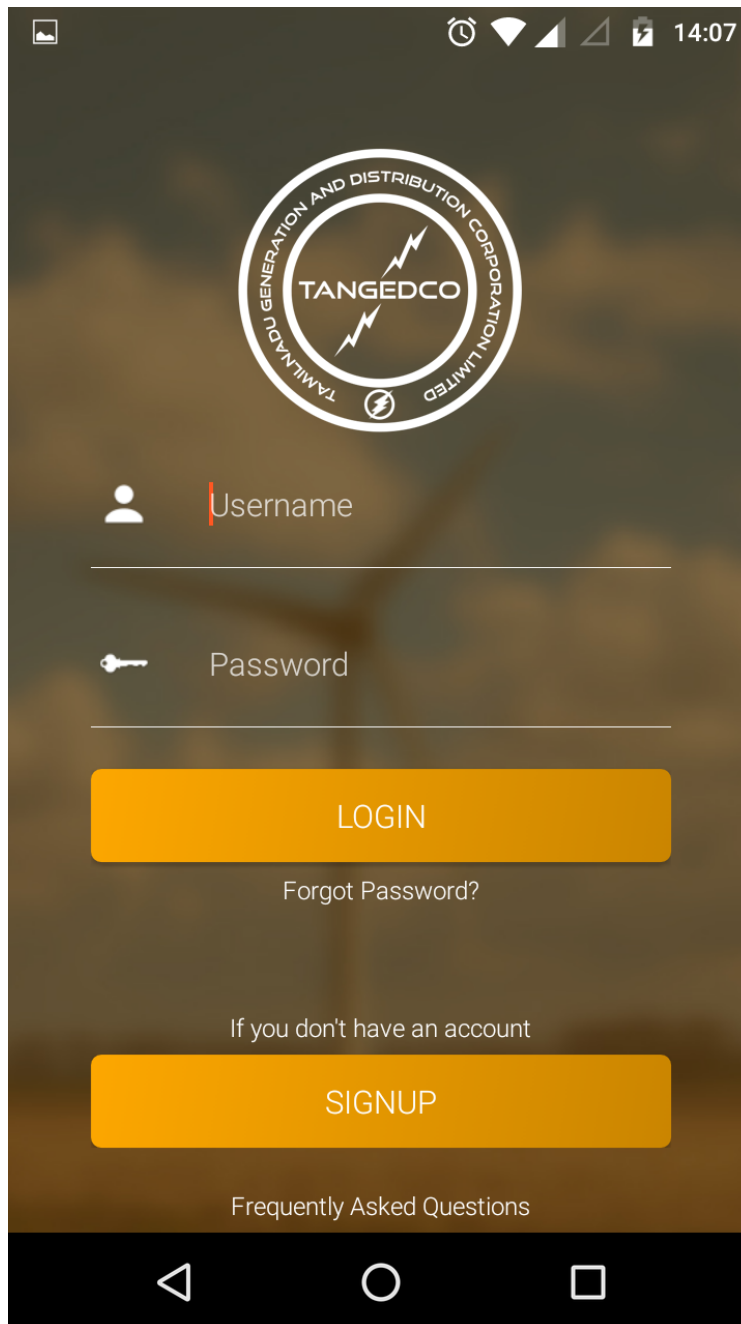 14:07
TAMILNADU GENERATION AND DISTRIBUTION CORPORATION LIMITED
TANGEDCO
Username
Password
LOGIN
Forgot Password?
If you don't have an account
SIGNUP
Frequently Asked Questions